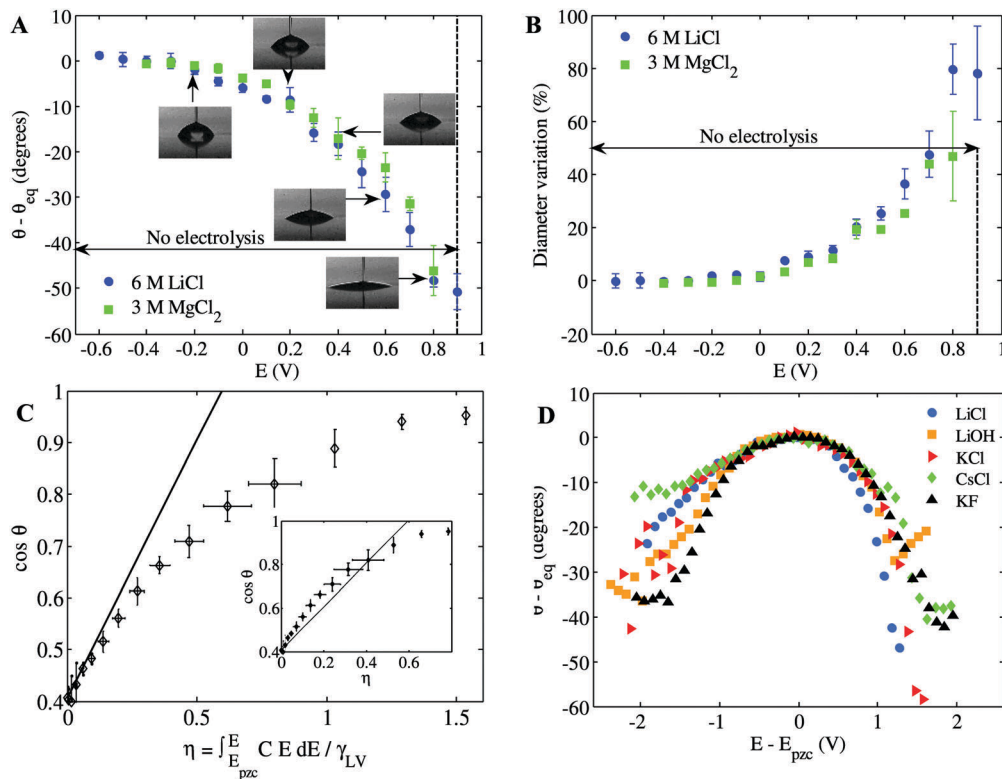 A
θ - θeq (degrees)
10
0
-10
-20
-30
-40
-50
-60
No electrolysis
6 M LiCl
3 M MgCl2
-0.6 -0.4 -0.2 0 0.2 0.4 0.6 0.8 1
E (V)
B
Diameter variation (%)
100
80
60
40
20
0
-20
6 M LiCl
3 M MgCl2
No electrolysis
-0.6 -0.4 -0.2 0 0.2 0.4 0.6 0.8 1
E (V)
C
cos θ
1
0.9
0.8
0.7
0.6
0.5
0.4
cos θ
1
0.8
0.6
0.4
0.2 0.4 0.6
η
0 0.5 1 1.5
η = ∫EpzcE C E dE / γLV
D
(degrees)
10
0
-10
-20
-30
-40
-50
-60
LiCl
LiOH
KCl
CsCl
KF
-2 -1 0 1 2
E - Epzc (V)